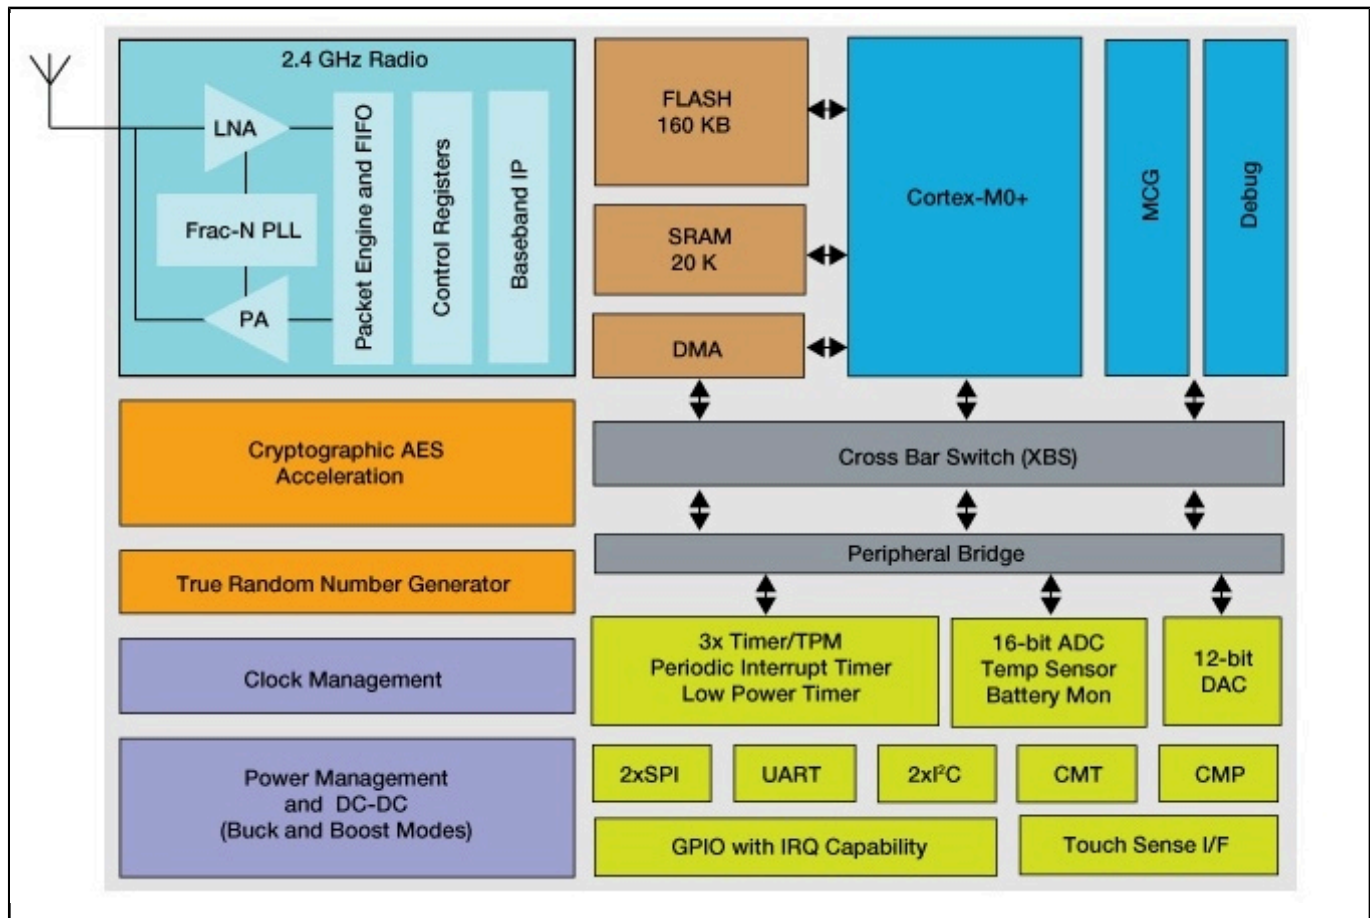 2.4 GHz Radio
LNA
Frac-N PLL
PA
Packet Engine and FIFO
Control Registers
Baseband IP
FLASH
160 KB
SRAM
20 K
DMA
Cortex-M0+
MCG
Debug
Cryptographic AES
Acceleration
Cross Bar Switch (XBS)
Peripheral Bridge
True Random Number Generator
Clock Management
3x Timer/TPM
Periodic Interrupt Timer
Low Power Timer
16-bit ADC
Temp Sensor
Battery Mon
12-bit
DAC
Power Management
and DC-DC
(Buck and Boost Modes)
2xSPI
UART
2xI²C
CMT
CMP
GPIO with IRQ Capability
Touch Sense I/F